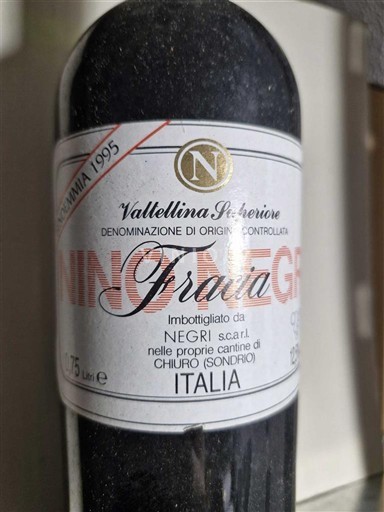 VENDEMMIA 1995
N
Valtellina Superiore
DENOMINAZIONE DI ORIGINE CONTROLLATA
NINO NEGRI
Fracia
Imbottigliato da
NEGRI s.c.a r.l.
nelle proprie cantine di
CHIURO (SONDRIO)
ITALIA
0,75 Litri e